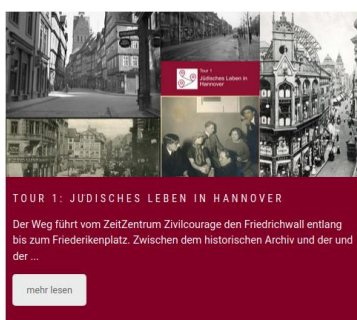 Tour 1
Jüdisches Leben in
Hannover
TOUR 1: JÜDISCHES LEBEN IN HANNOVER
Der Weg führt vom ZeitZentrum Zivilcourage den Friedrichwall entlang
bis zum Friederikenplatz. Zwischen dem historischen Archiv und der und
der ...
mehr lesen